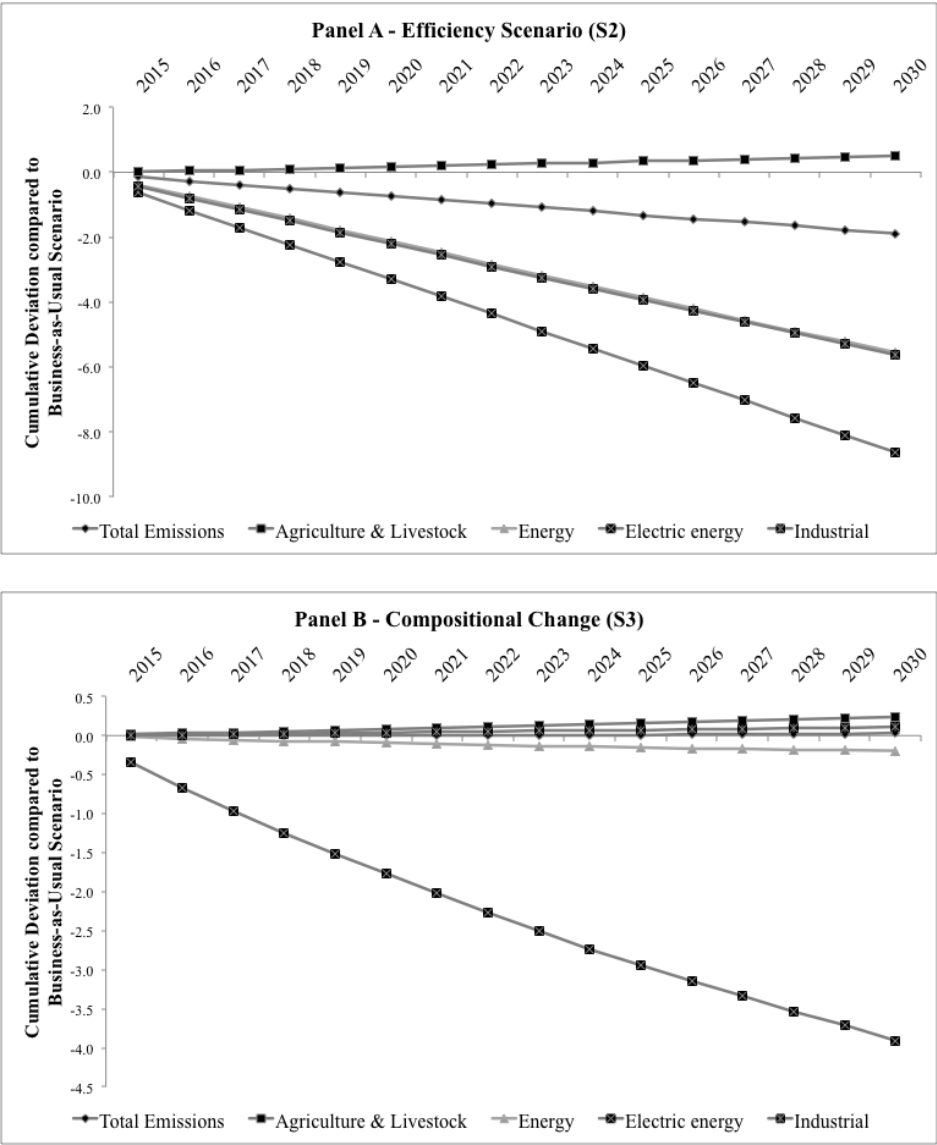 Panel A - Efficiency Scenario (S2)
2015 2016 2017 2018 2019 2020 2021 2022 2023 2024 2025 2026 2027 2028 2029 2030
Cumulative Deviation compared to
Business-as-Usual Scenario
2.0
0.0
-2.0
-4.0
-6.0
-8.0
-10.0
Total Emissions Agriculture & Livestock Energy Electric energy Industrial
Panel B - Compositional Change (S3)
2015 2016 2017 2018 2019 2020 2021 2022 2023 2024 2025 2026 2027 2028 2029 2030
Cumulative Deviation compared to
Business-as-Usual Scenario
0.5
0.0
-0.5
-1.0
-1.5
-2.0
-2.5
-3.0
-3.5
-4.0
-4.5
Total Emissions Agriculture & Livestock Energy Electric energy Industrial